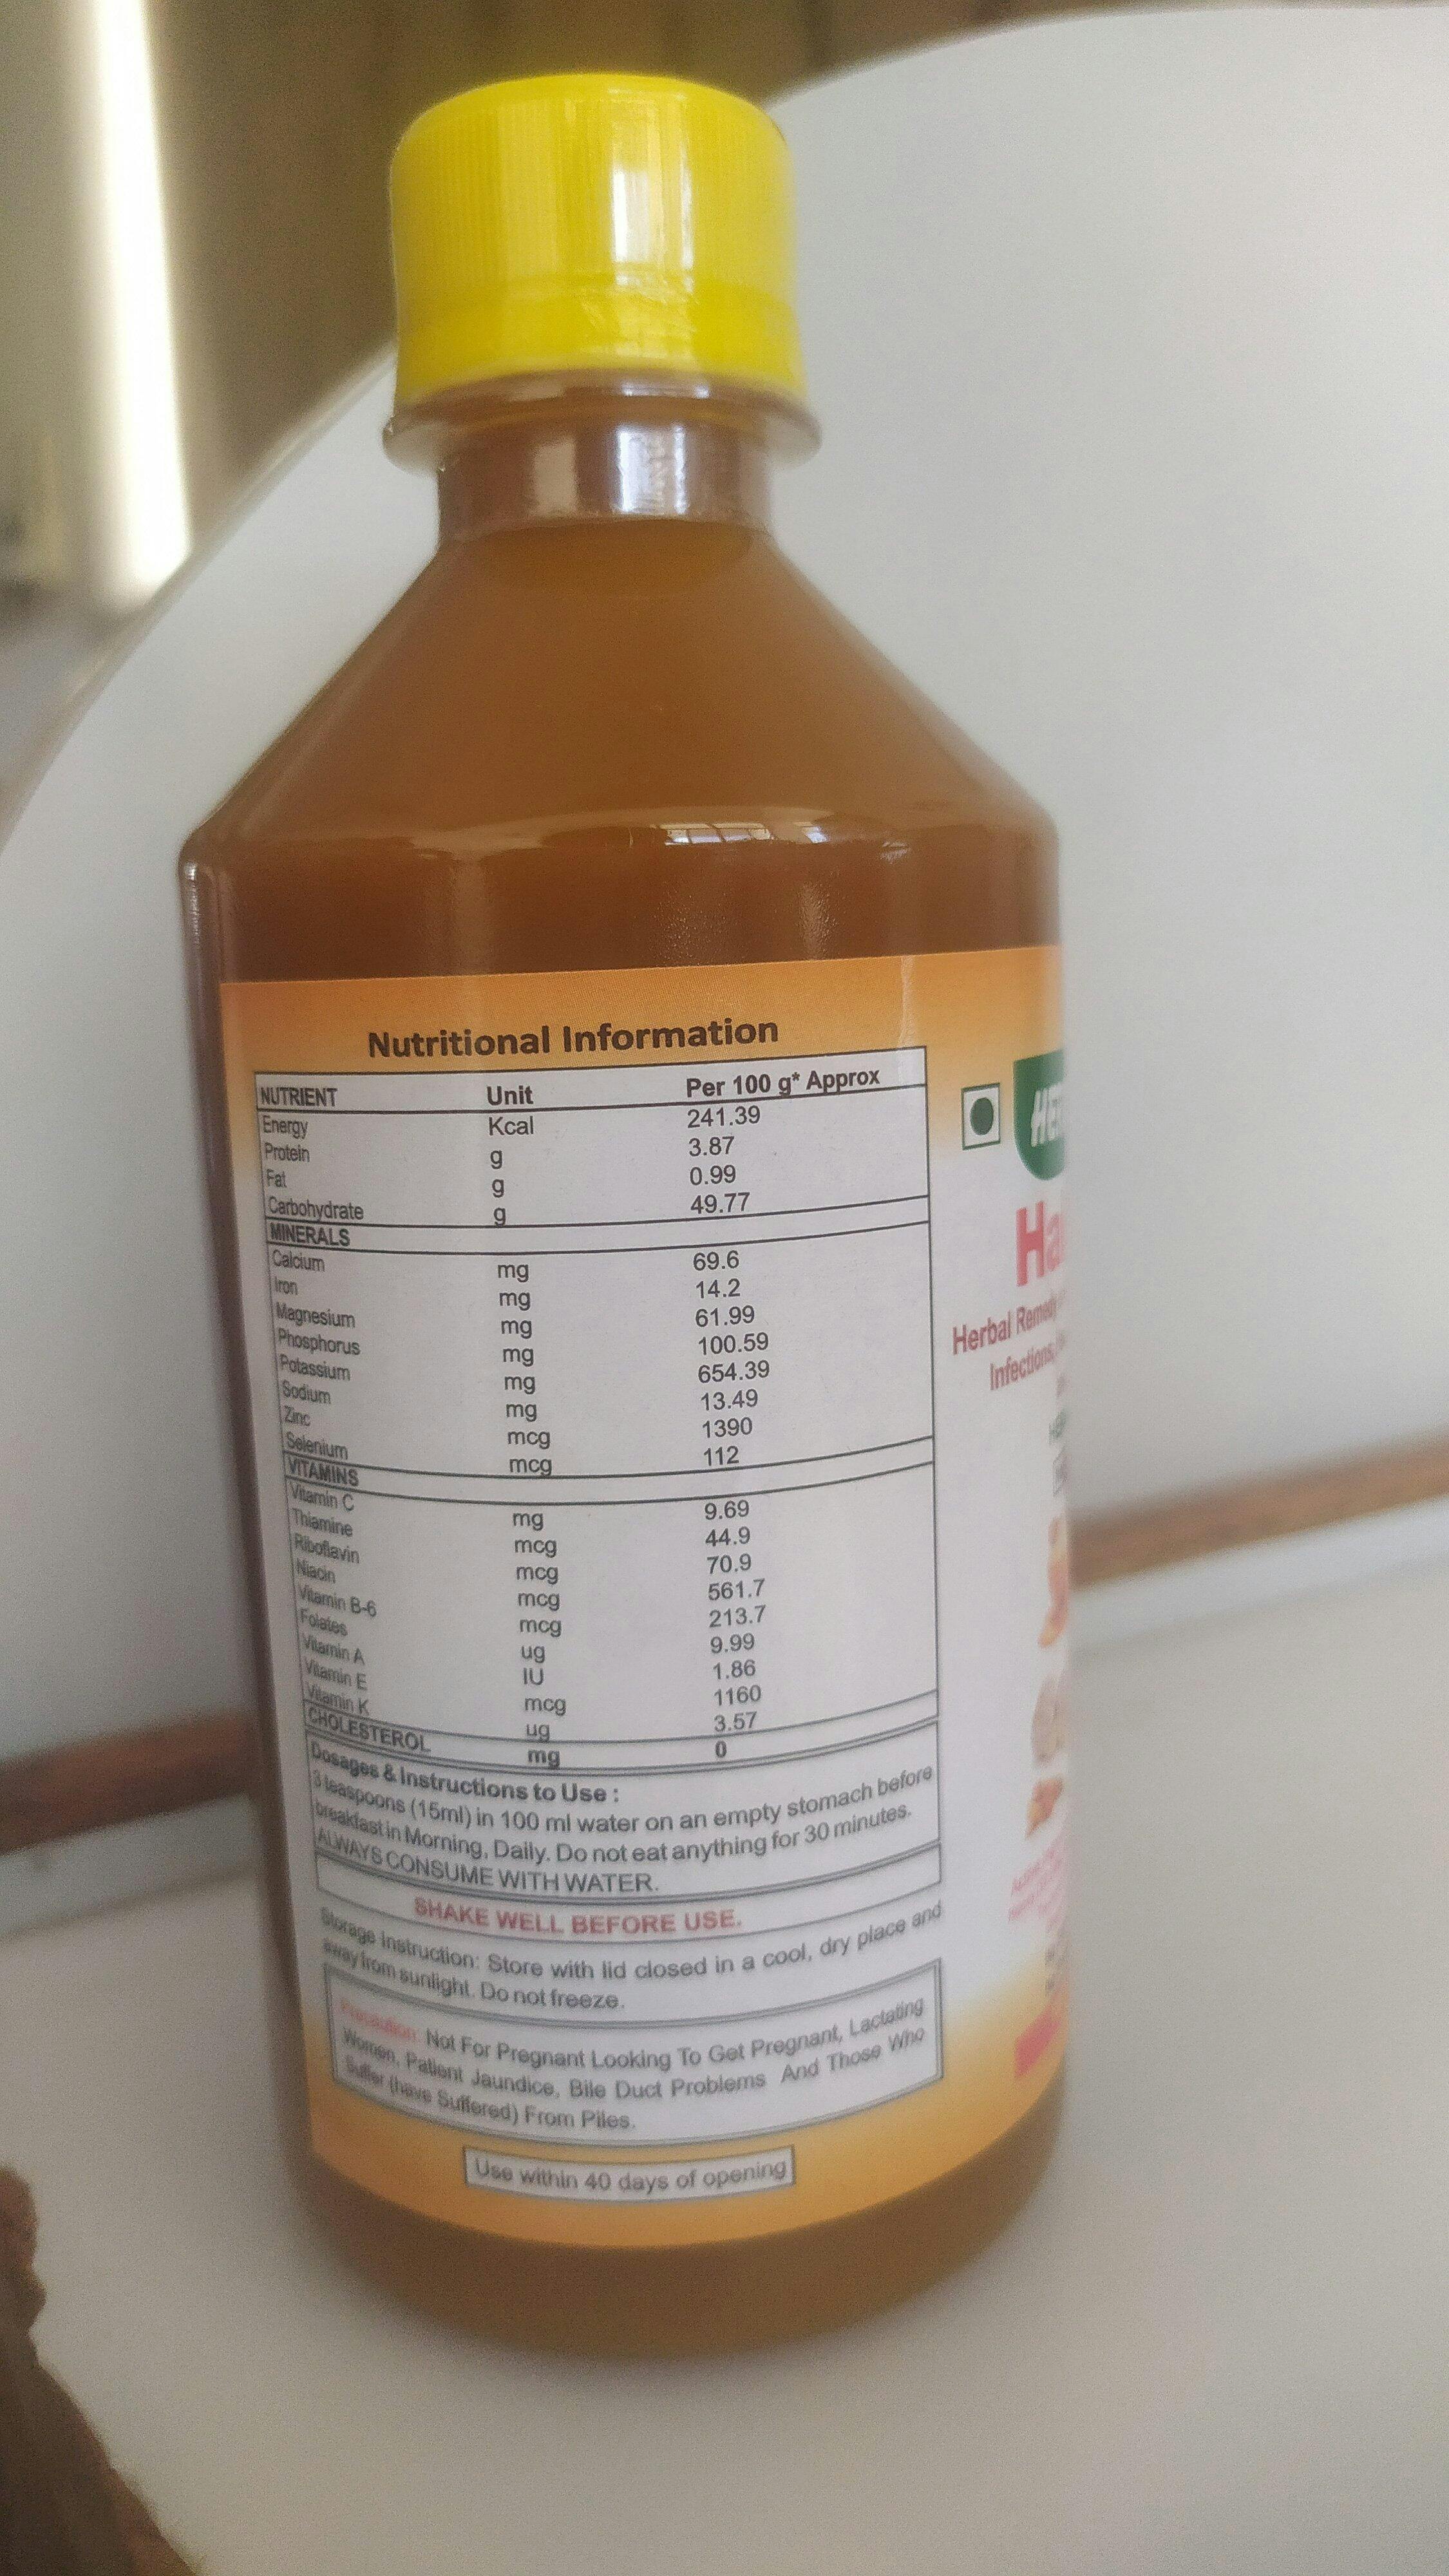 Nutritional Information
NUTRIENT Unit Per 100 g* Approx
Energy Kcal 241.39
Protein g 3.87
Fat g 0.99
Carbohydrate g 49.77
MINERALS
Calcium mg 69.6
Iron mg 14.2
Magnesium mg 61.99
Phosphorus mg 100.59
Potassium mg 654.39
Sodium mg 13.49
Zinc mcg 1390
Selenium mcg 112
VITAMINS
Vitamin C mg 9.69
Thiamine mcg 44.9
Riboflavin mcg 70.9
Niacin mcg 561.7
Vitamin B-6 mcg 213.7
Folates ug 9.99
Vitamin A IU 1.86
Vitamin E mcg 1160
Vitamin K ug 3.57
CHOLESTEROL mg 0
Dosages & Instructions to Use :
3 teaspoons (15ml) in 100 ml water on an empty stomach before
breakfast in Morning, Daily. Do not eat anything for 30 minutes.
ALWAYS CONSUME WITH WATER.
SHAKE WELL BEFORE USE.
Storage Instruction: Store with lid closed in a cool, dry place and
away from sunlight. Do not freeze.
Precaution: Not For Pregnant Looking To Get Pregnant, Lactating
Women, Patient Jaundice, Bile Duct Problems And Those Who
Suffer (have Suffered) From Piles.
Use within 40 days of opening
Herbal Remedy
Infections,